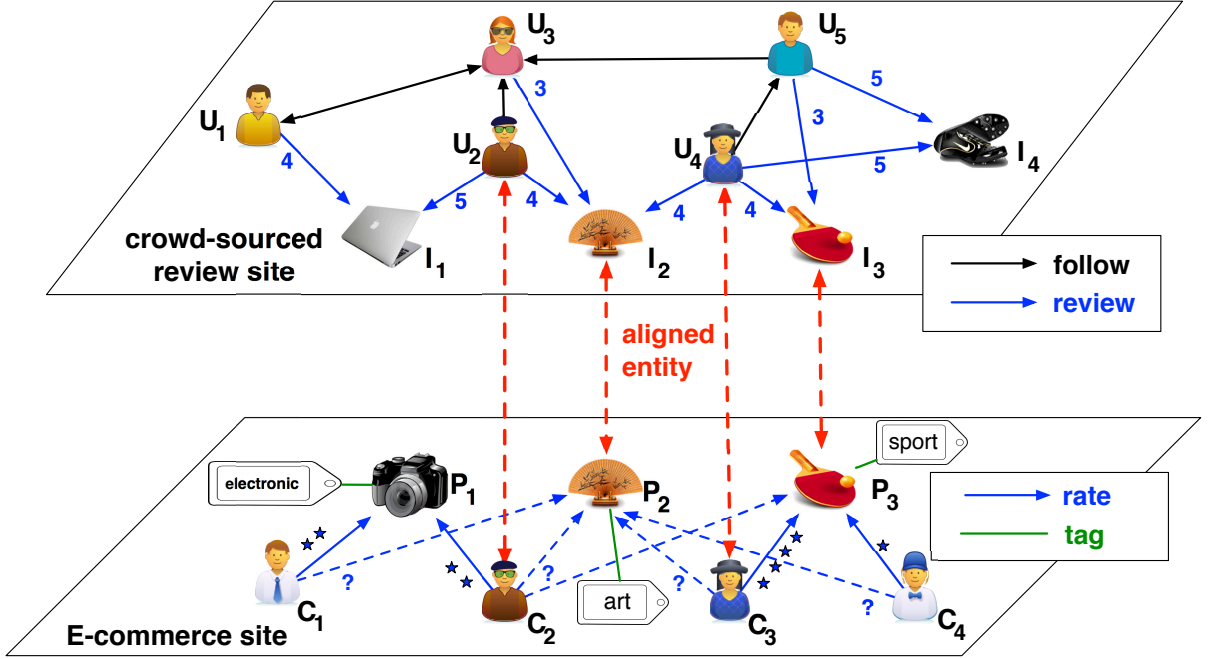 U3
U5
3
5
U1
U2
U4
3
4
5
I4
5
4
4
4
crowd-sourced
review site
I1
I2
I3
follow
review
aligned
entity
sport
electronic
P1
P2
P3
rate
tag
?
?
?
?
art
C1
C2
C3
C4
E-commerce site